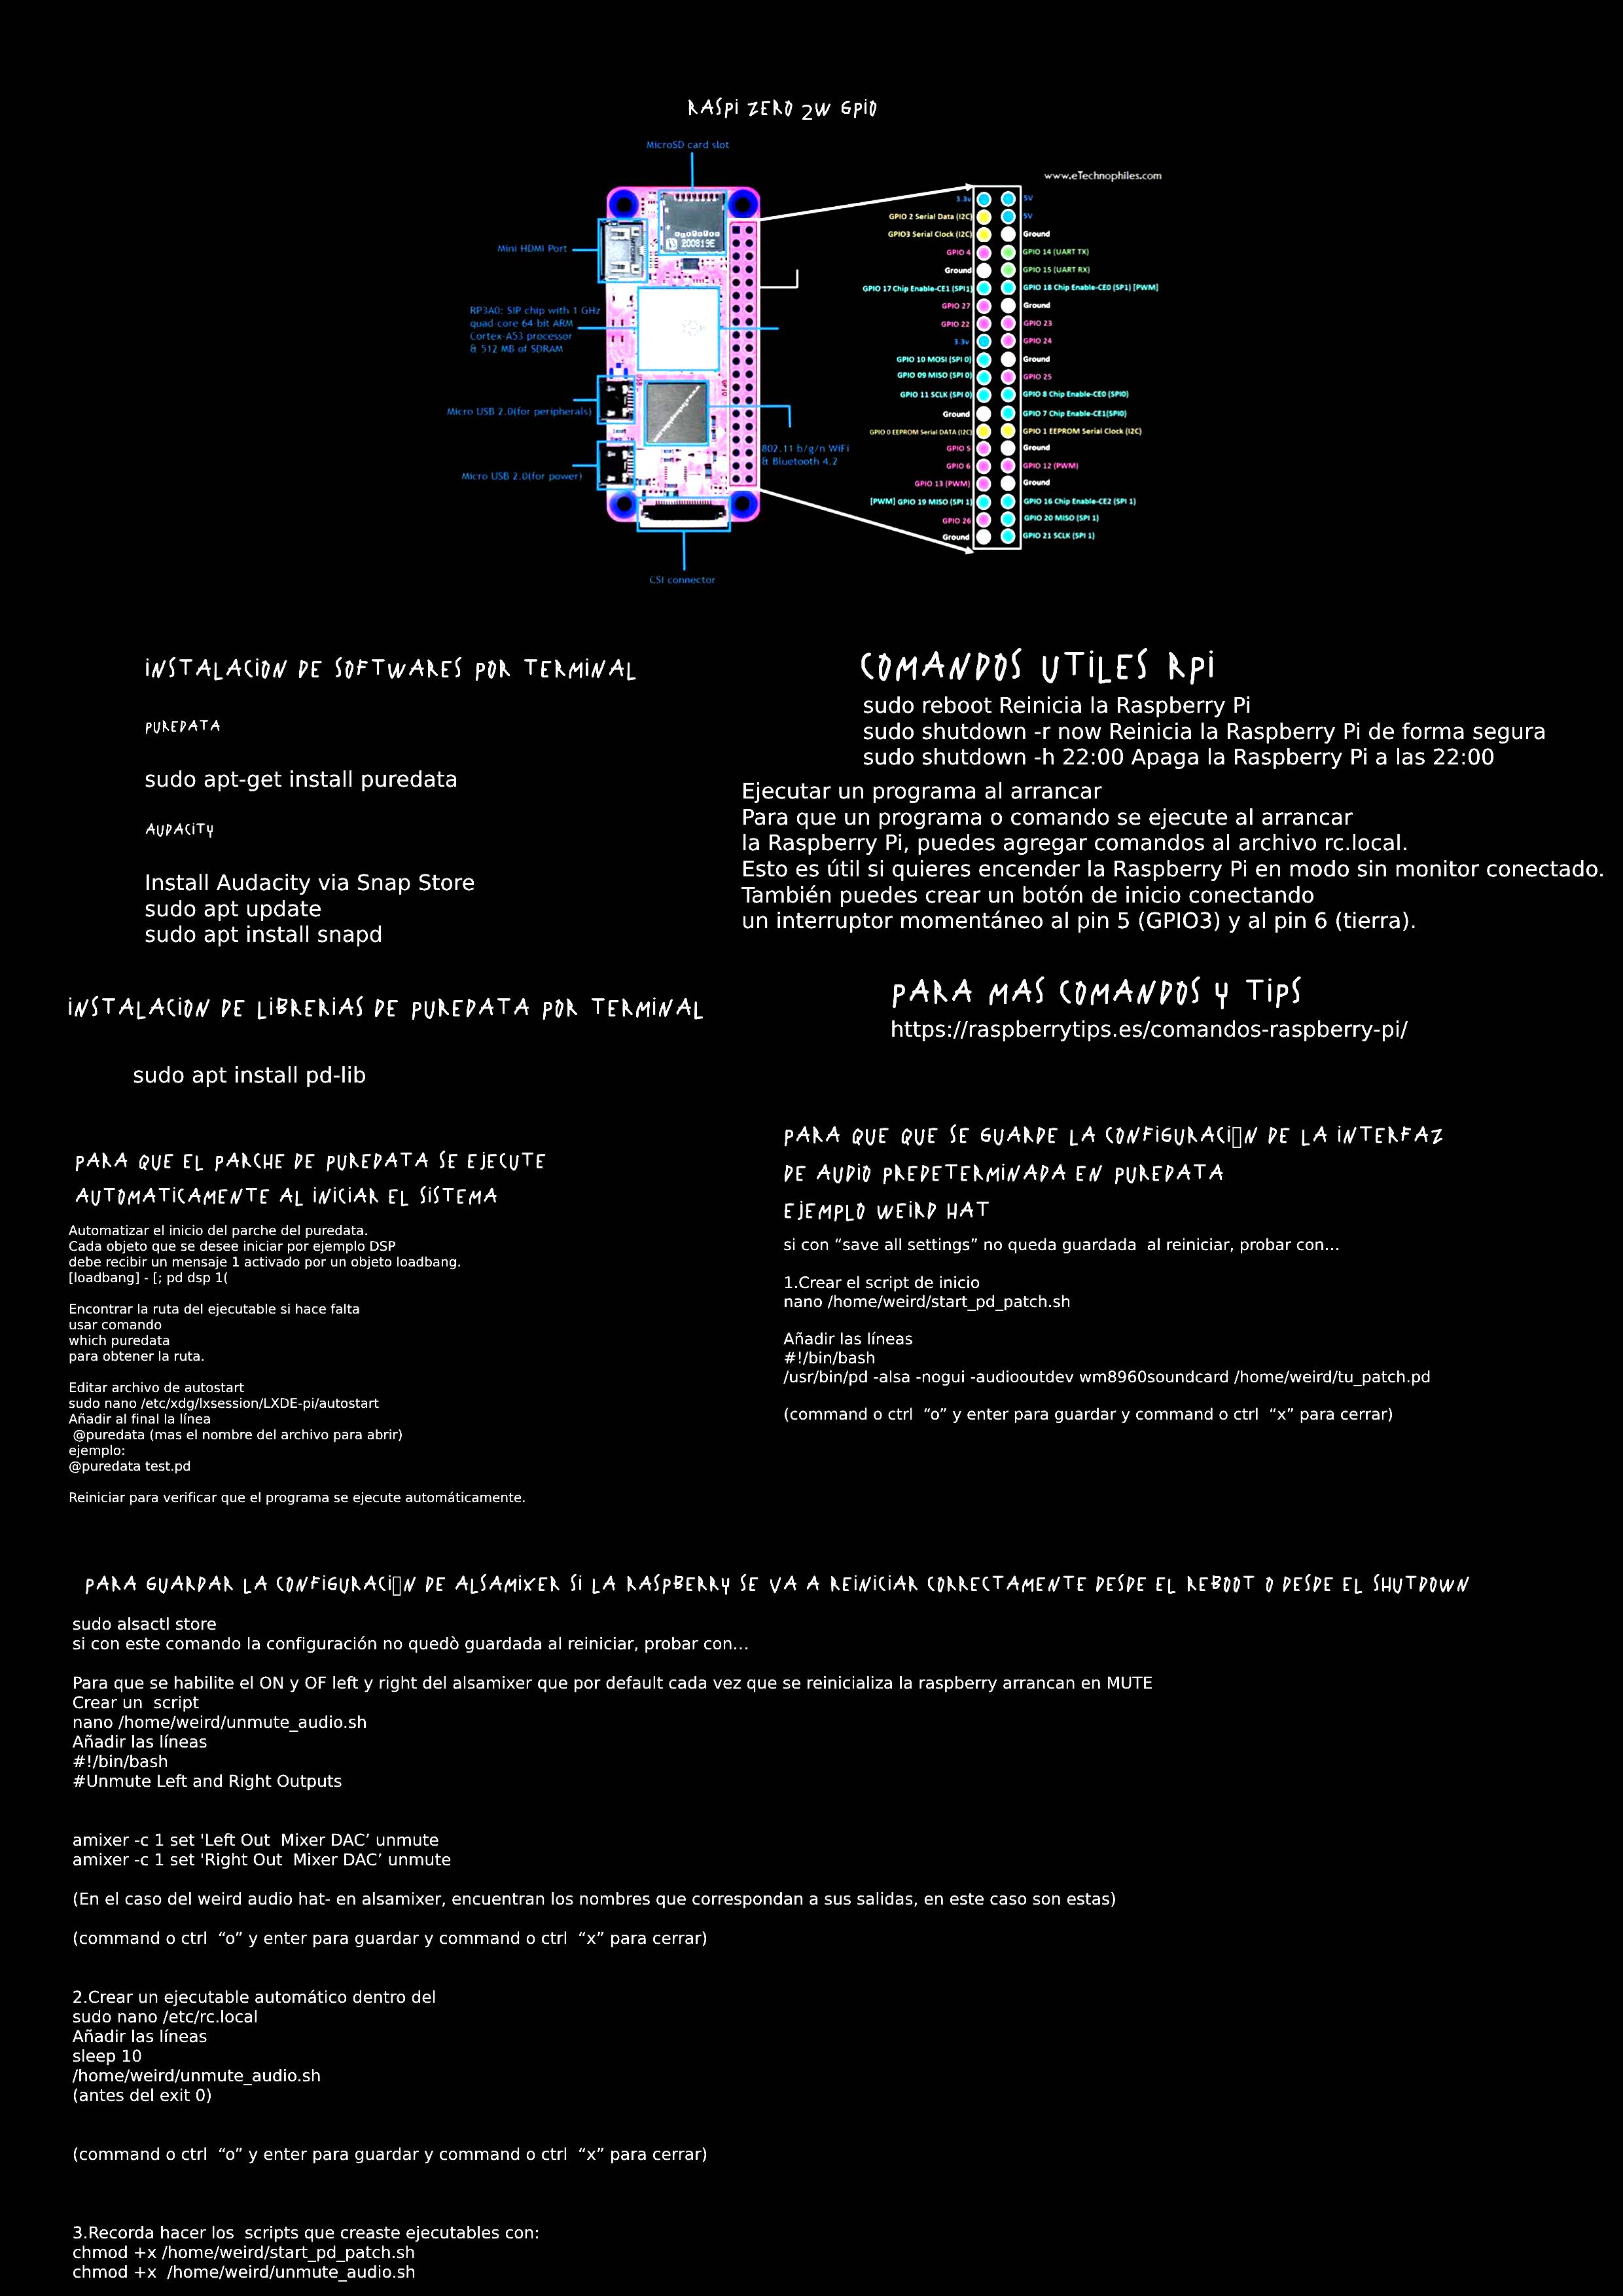 RASPI ZERO 2W GPIO
MicroSD card slot
www.eTechnophiles.com
Mini HDMI Port
RP3A0: SIP chip with 1 GHz
quad-core 64-bit ARM
Cortex-A53 processor
& 512 MB of SDRAM
Micro USB 2.0(for peripherals)
Micro USB 2.0(for power)
802.11 b/g/n WiFi
& Bluetooth 4.2
CSI connector
200819E
3.3v 5V
GPIO 2 Serial Data (I2C) 5V
GPIO3 Serial Clock (I2C) Ground
GPIO 4 GPIO 14 (UART TX)
Ground GPIO 15 (UART RX)
GPIO 17 Chip Enable-CE1 (SPI1) GPIO 18 Chip Enable-CE0 (SP1) [PWM]
GPIO 27 Ground
GPIO 22 GPIO 23
3.3v GPIO 24
GPIO 10 MOSI (SPI 0) Ground
GPIO 09 MISO (SPI 0) GPIO 25
GPIO 11 SCLK (SPI 0) GPIO 8 Chip Enable-CE0 (SPI0)
Ground GPIO 7 Chip Enable-CE1(SPI0)
GPIO 0 EEPROM Serial DATA (I2C) GPIO 1 EEPROM Serial Clock (I2C)
GPIO 5 Ground
GPIO 6 GPIO 12 (PWM)
GPIO 13 (PWM) Ground
[PWM] GPIO 19 MISO (SPI 1) GPIO 16 Chip Enable-CE2 (SPI 1)
GPIO 26 GPIO 20 MISO (SPI 1)
Ground GPIO 21 SCLK (SPI 1)
INSTALACION DE SOFTWARES POR TERMINAL
PUREDATA
sudo apt-get install puredata
AUDACITY
Install Audacity via Snap Store
sudo apt update
sudo apt install snapd
COMANDOS UTILES RPI
sudo reboot Reinicia la Raspberry Pi
sudo shutdown -r now Reinicia la Raspberry Pi de forma segura
sudo shutdown -h 22:00 Apaga la Raspberry Pi a las 22:00
Ejecutar un programa al arrancar
Para que un programa o comando se ejecute al arrancar
la Raspberry Pi, puedes agregar comandos al archivo rc.local.
Esto es útil si quieres encender la Raspberry Pi en modo sin monitor conectado.
También puedes crear un botón de inicio conectando
un interruptor momentáneo al pin 5 (GPIO3) y al pin 6 (tierra).
INSTALACION DE LIBRERIAS DE PUREDATA POR TERMINAL
sudo apt install pd-lib
PARA MAS COMANDOS Y TIPS
https://raspberrytips.es/comandos-raspberry-pi/
PARA QUE EL PARCHE DE PUREDATA SE EJECUTE
AUTOMATICAMENTE AL INICIAR EL SISTEMA
Automatizar el inicio del parche del puredata.
Cada objeto que se desee iniciar por ejemplo DSP
debe recibir un mensaje 1 activado por un objeto loadbang.
[loadbang] - [; pd dsp 1(
Encontrar la ruta del ejecutable si hace falta
usar comando
which puredata
para obtener la ruta.
Editar archivo de autostart
sudo nano /etc/xdg/lxsession/LXDE-pi/autostart
Añadir al final la línea
@puredata (mas el nombre del archivo para abrir)
ejemplo:
@puredata test.pd
Reiniciar para verificar que el programa se ejecute automáticamente.
PARA QUE QUE SE GUARDE LA CONFIGURACI▯N DE LA INTERFAZ
DE AUDIO PREDETERMINADA EN PUREDATA
EJEMPLO WEIRD HAT
si con “save all settings” no queda guardada  al reiniciar, probar con...
1.Crear el script de inicio
nano /home/weird/start_pd_patch.sh
Añadir las líneas
#!/bin/bash
/usr/bin/pd -alsa -nogui -audiooutdev wm8960soundcard /home/weird/tu_patch.pd
(command o ctrl  “o” y enter para guardar y command o ctrl  “x” para cerrar)
PARA GUARDAR LA CONFIGURACI▯N DE ALSAMIXER SI LA RASPBERRY SE VA A REINICIAR CORRECTAMENTE DESDE EL REBOOT O DESDE EL SHUTDOWN
sudo alsactl store
si con este comando la configuración no quedò guardada al reiniciar, probar con...
Para que se habilite el ON y OF left y right del alsamixer que por default cada vez que se reinicializa la raspberry arrancan en MUTE
Crear un  script
nano /home/weird/unmute_audio.sh
Añadir las líneas
#!/bin/bash
#Unmute Left and Right Outputs
amixer -c 1 set 'Left Out  Mixer DAC’ unmute
amixer -c 1 set 'Right Out  Mixer DAC’ unmute
(En el caso del weird audio hat- en alsamixer, encuentran los nombres que correspondan a sus salidas, en este caso son estas)
(command o ctrl  “o” y enter para guardar y command o ctrl  “x” para cerrar)
2.Crear un ejecutable automático dentro del
sudo nano /etc/rc.local
Añadir las líneas
sleep 10
/home/weird/unmute_audio.sh
(antes del exit 0)
(command o ctrl  “o” y enter para guardar y command o ctrl  “x” para cerrar)
3.Recorda hacer los  scripts que creaste ejecutables con:
chmod +x /home/weird/start_pd_patch.sh
chmod +x  /home/weird/unmute_audio.sh